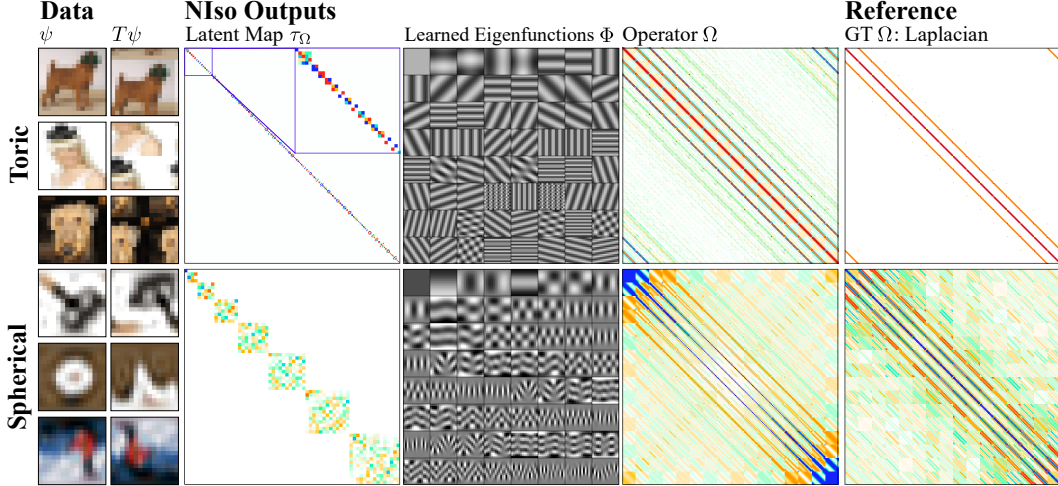 Data NIso Outputs Reference
ψ Tψ Latent Map τ_Ω Learned Eigenfunctions Φ Operator Ω GT Ω: Laplacian
Toric
Spherical